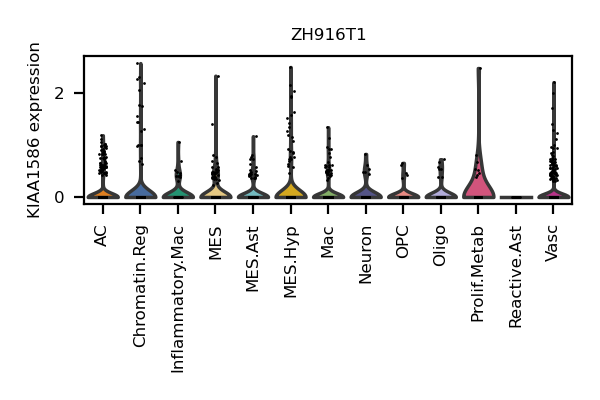 ZH916T1
KIAA1586 expression
2
0
AC
Chromatin.Reg
Inflammatory.Mac
MES
MES.Ast
MES.Hyp
Mac
Neuron
OPC
Oligo
Prolif.Metab
Reactive.Ast
Vasc